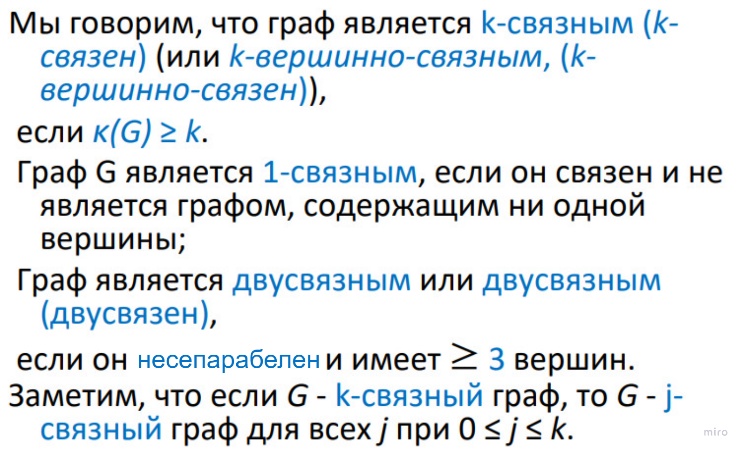 Мы говорим, что граф является k-связным (k-
связен) (или k-вершинно-связным, (k-
вершинно-связен)),
если κ(G) ≥ k.
Граф G является 1-связным, если он связен и не
является графом, содержащим ни одной
вершины;
Граф является двусвязным или двусвязным
(двусвязен),
если он несепарабелен и имеет ≥ 3 вершин.
Заметим, что если G - k-связный граф, то G - j-
связный граф для всех j при 0 ≤ j ≤ k.
miro